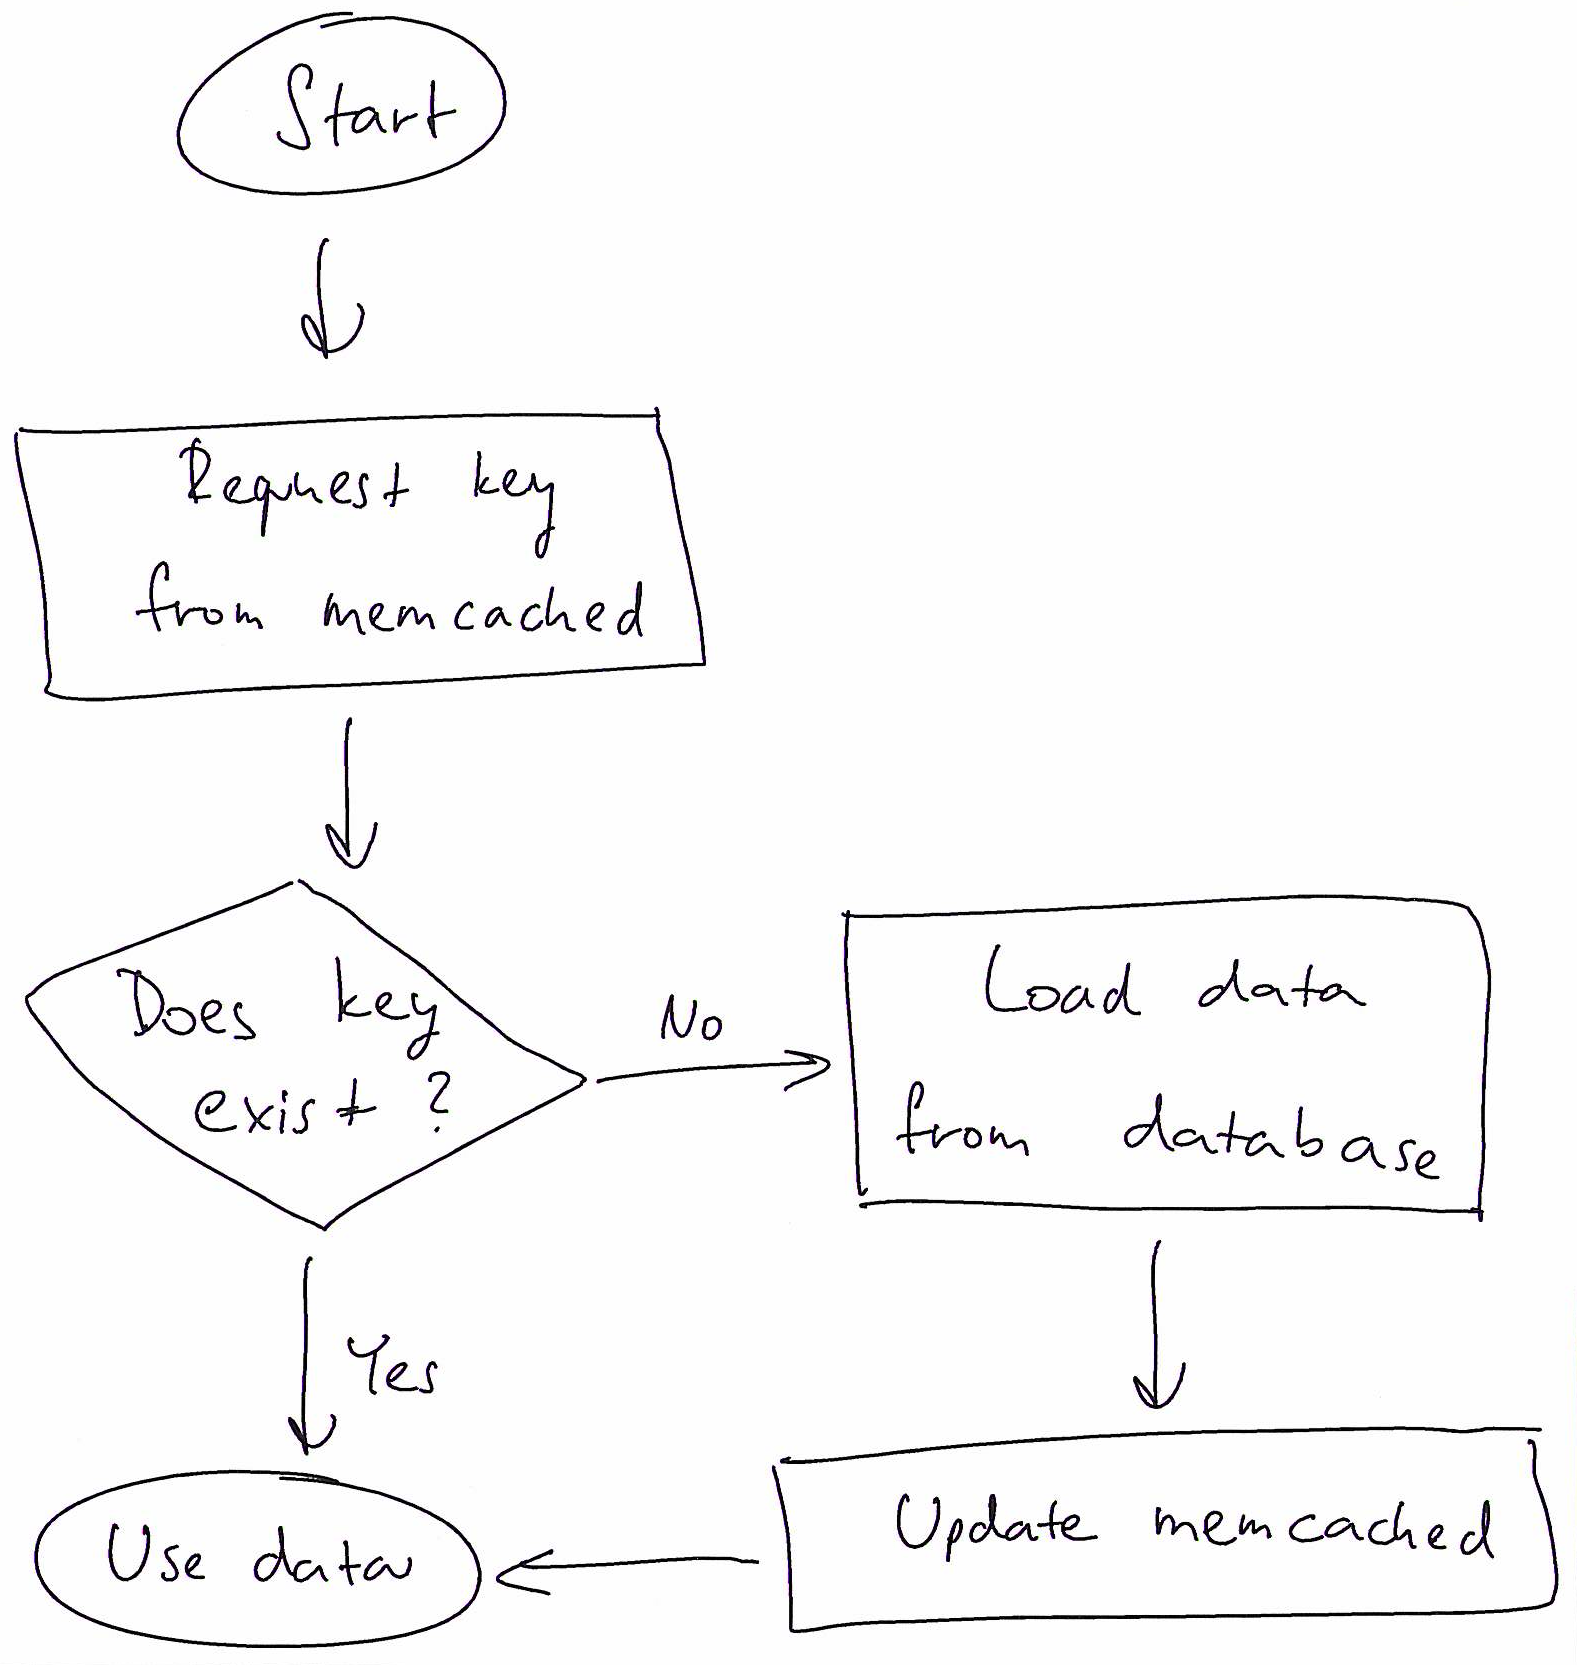 Start
Request key
from memcached
Does key
exist ?
No
Load data
from database
Yes
Use data
Update memcached